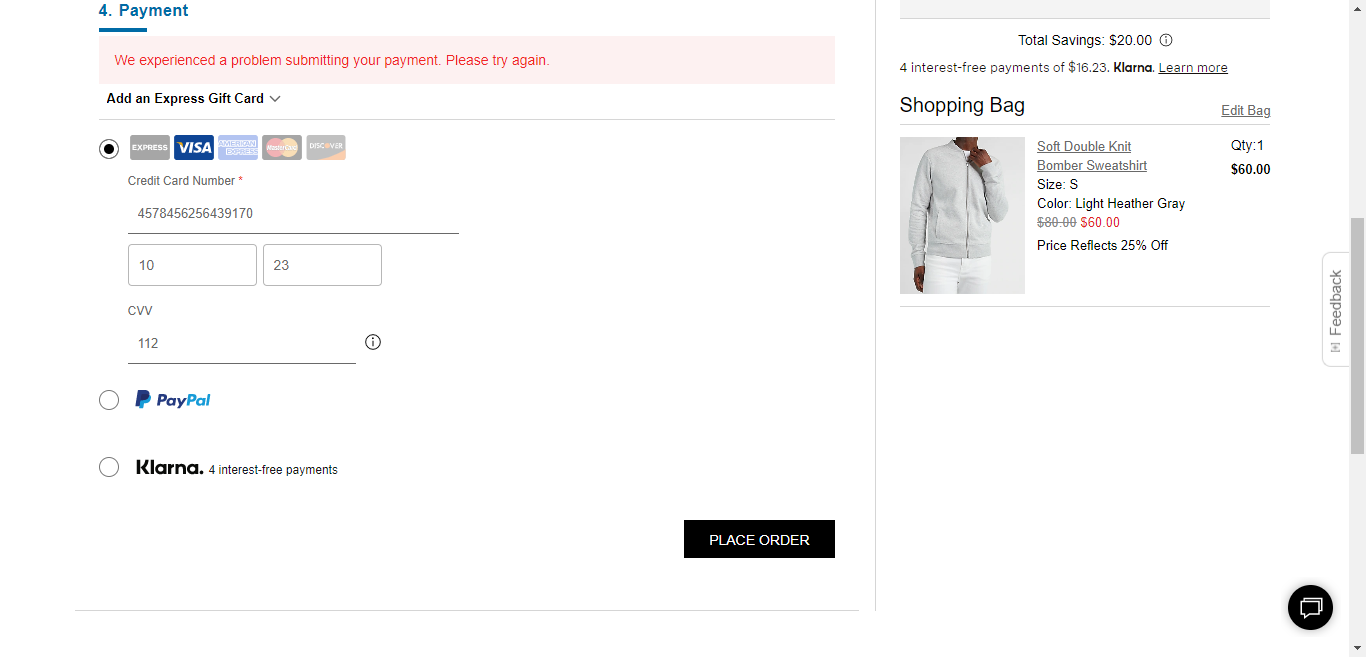 4. Payment
We experienced a problem submitting your payment. Please try again.
Add an Express Gift Card
EXPRESS VISA AMERICAN EXPRESS MasterCard DISCOVER
Credit Card Number *
4578456256439170
10 23
CVV
112
PayPal
Klarna. 4 interest-free payments
PLACE ORDER
Total Savings: $20.00
4 interest-free payments of $16.23. Klarna. Learn more
Shopping Bag
Edit Bag
Soft Double Knit
Bomber Sweatshirt
Size: S
Color: Light Heather Gray
$80.00 $60.00
Price Reflects 25% Off
Qty:1
$60.00
Feedback